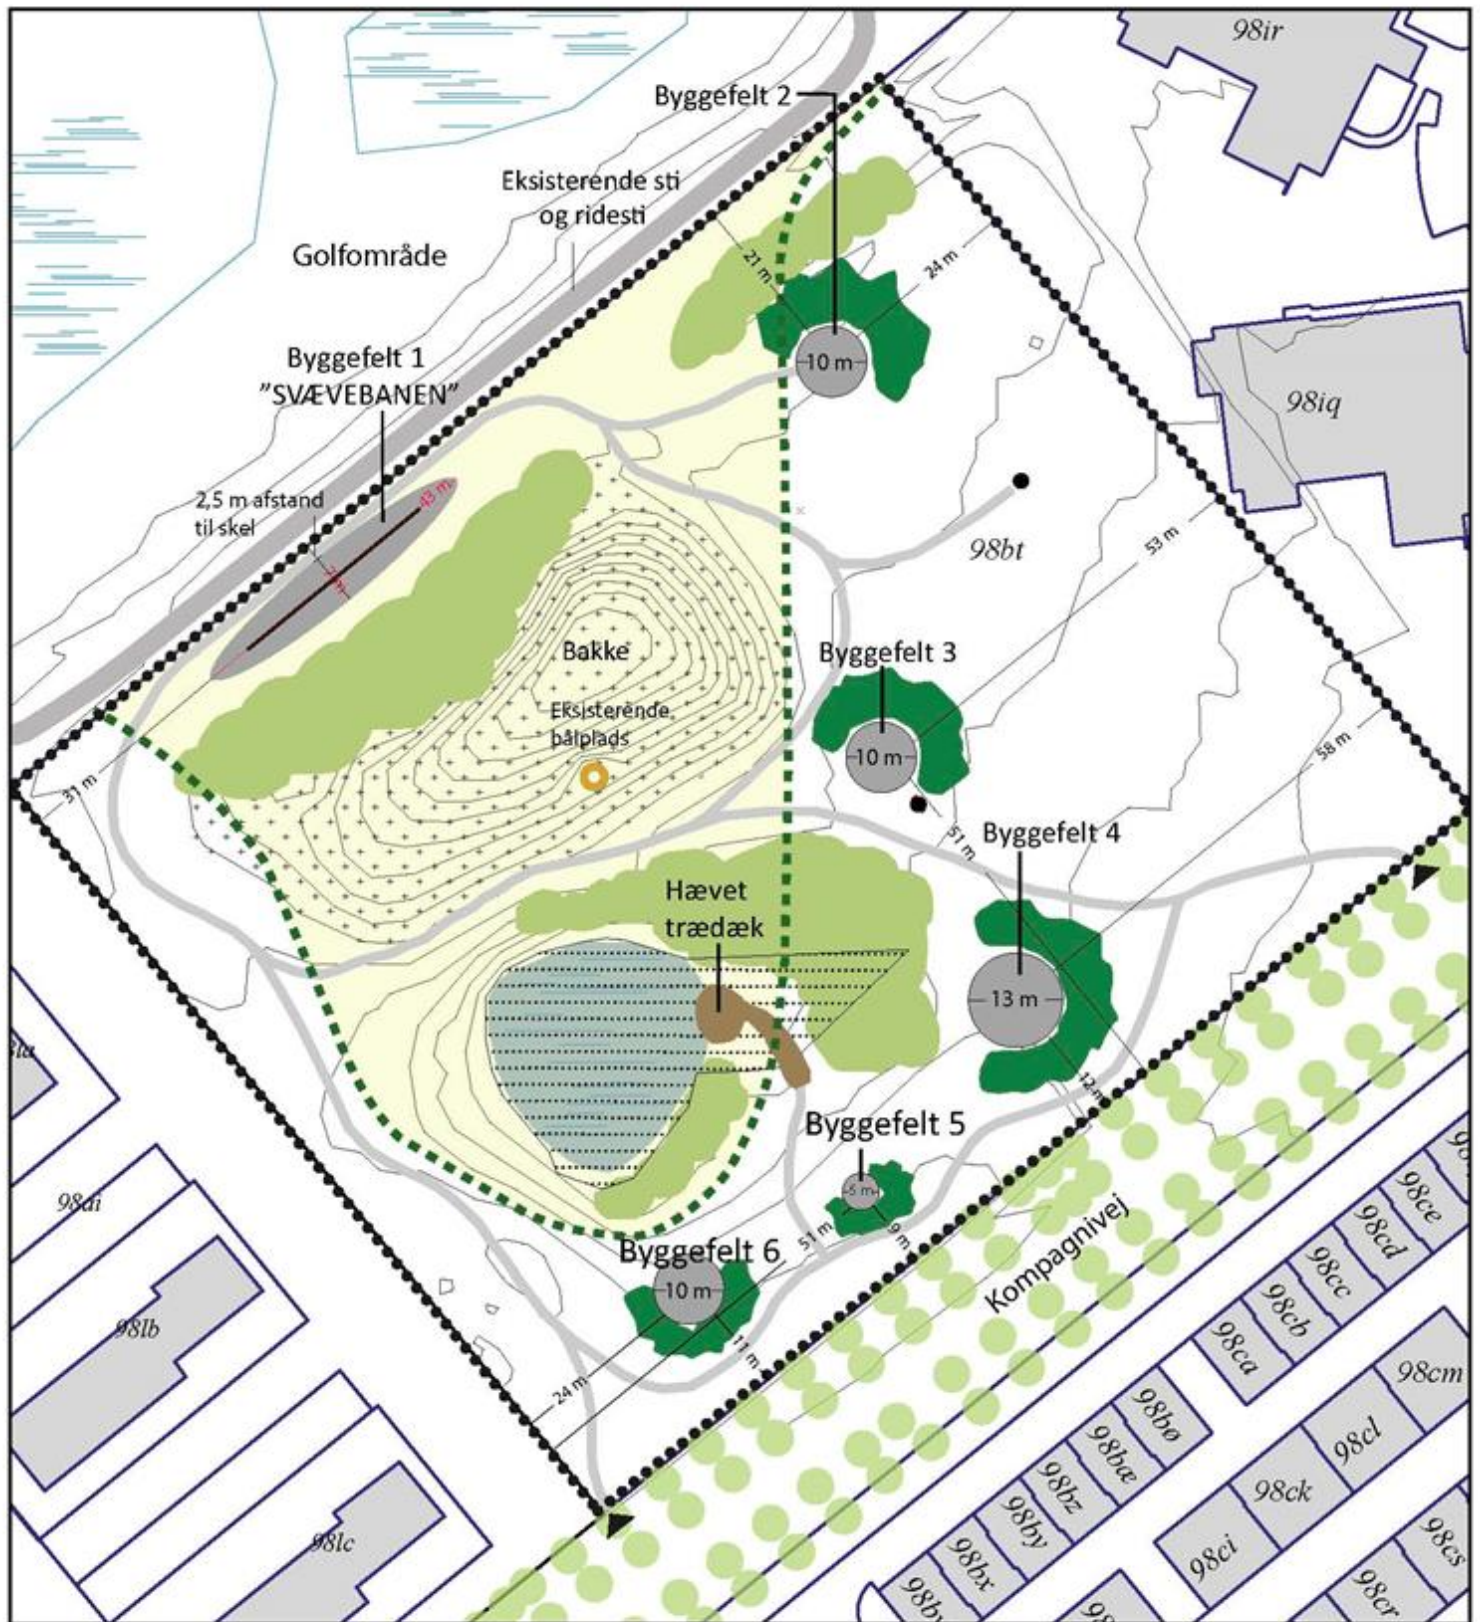 98ir
Byggefelt 2
Eksisterende sti
og ridesti
Golfområde
21 m
24 m
Byggefelt 1
”SVÆVEBANEN”
10 m
98iq
2,5 m afstand
til skel
43 m
7 m
98bt
53 m
Bakke
Byggefelt 3
Eksisterende
bålplads
10 m
58 m
31 m
51 m
Byggefelt 4
Hævet
trædæk
13 m
12 m
Byggefelt 5
5 m
51 m
9 m
98ai
Byggefelt 6
10 m
Kompagnivej
98ce
98cd
98cc
98cb
98ca
98lb
11 m
24 m
98cm
98bø
98bæ
98cl
98bz
98ck
98by
98lc
98bx
98ci
98cs
98cr